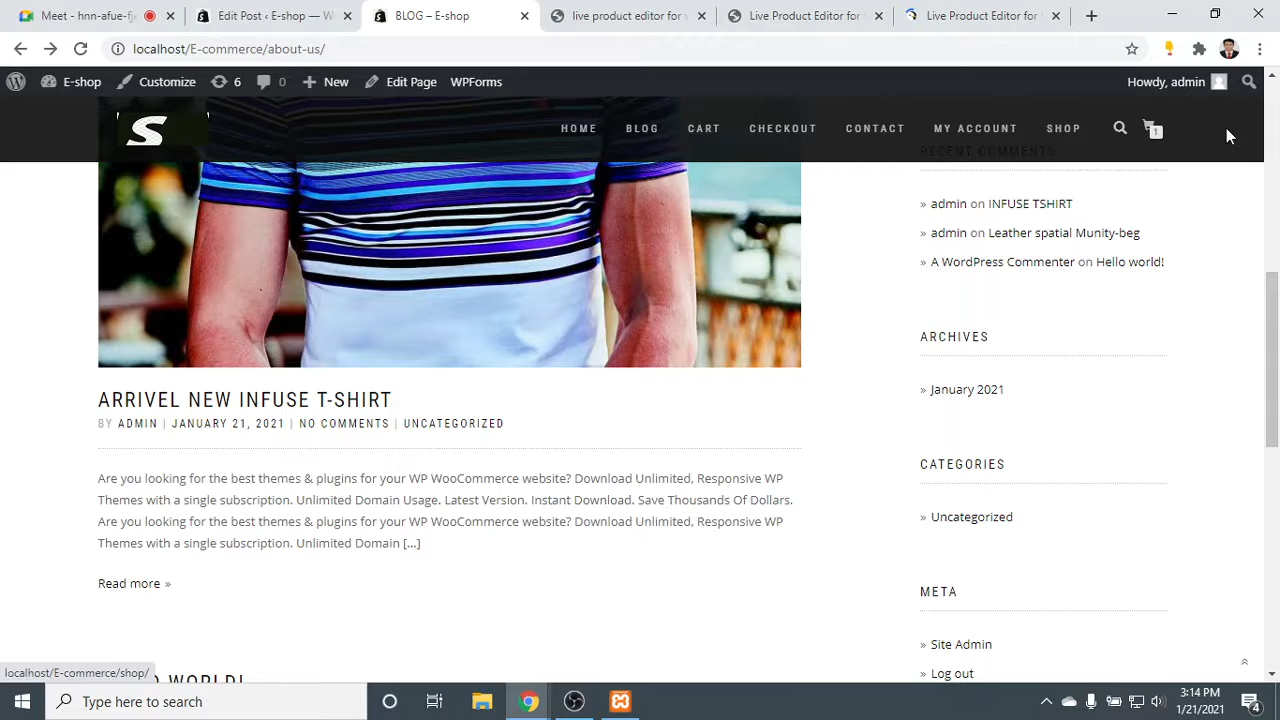 Meet - hnn-afue-fj
Edit Post ‹ E-shop — W
BLOG – E-shop
live product editor for
Live Product Editor for
Live Product Editor for
localhost/E-commerce/about-us/
E-shop
Customize
6
0
New
Edit Page
WPForms
Howdy, admin
S
HOME
BLOG
CART
CHECKOUT
CONTACT
MY ACCOUNT
SHOP
1
RECENT COMMENTS
» admin on INFUSE TSHIRT
» admin on Leather spatial Munity-beg
» A WordPress Commenter on Hello world!
ARCHIVES
» January 2021
CATEGORIES
» Uncategorized
META
» Site Admin
» Log out
ARRIVEL NEW INFUSE T-SHIRT
BY ADMIN | JANUARY 21, 2021 | NO COMMENTS | UNCATEGORIZED
Are you looking for the best themes & plugins for your WP WooCommerce website? Download Unlimited, Responsive WP
Themes with a single subscription. Unlimited Domain Usage. Latest Version. Instant Download. Save Thousands Of Dollars.
Are you looking for the best themes & plugins for your WP WooCommerce website? Download Unlimited, Responsive WP
Themes with a single subscription. Unlimited Domain […]
Read more »
WORLD!
localhost/E-commerce/shop/
Type here to search
3:14 PM
1/21/2021
4